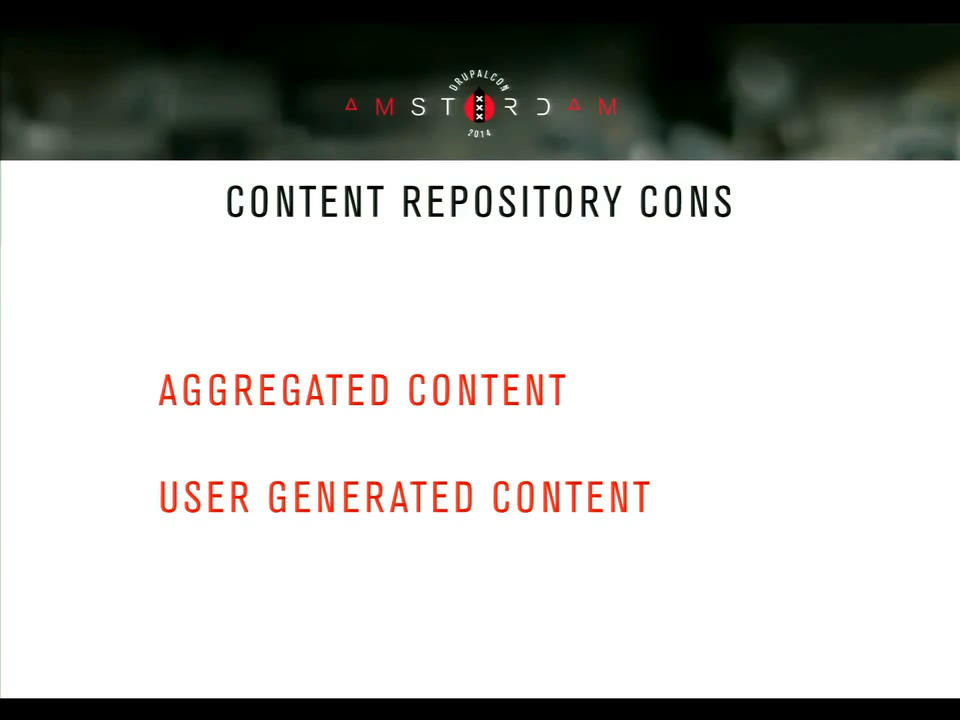 DRUPALCON
AMSTERDAM
2014
CONTENT REPOSITORY CONS
AGGREGATED CONTENT
USER GENERATED CONTENT